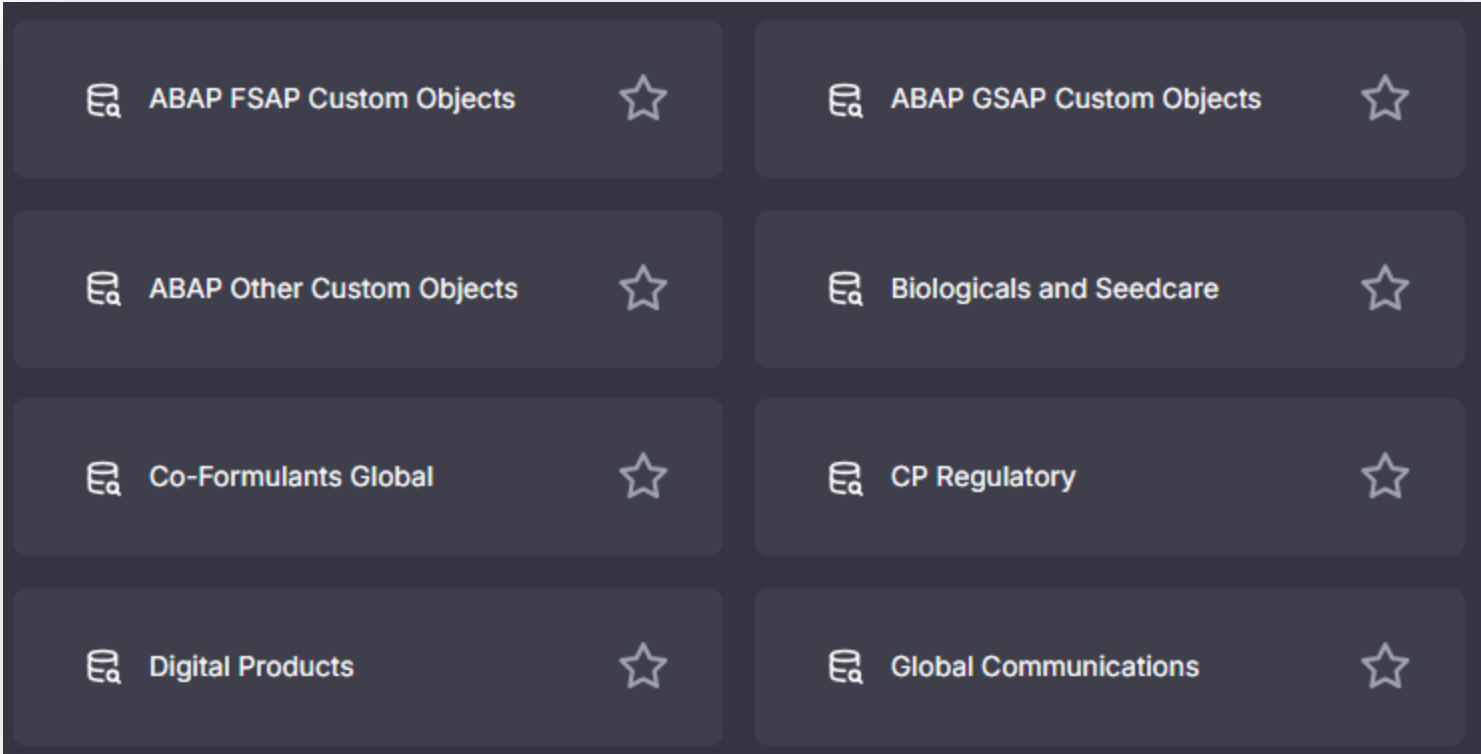 ABAP FSAP Custom Objects
ABAP GSAP Custom Objects
ABAP Other Custom Objects
Biologicals and Seedcare
Co-Formulants Global
CP Regulatory
Digital Products
Global Communications